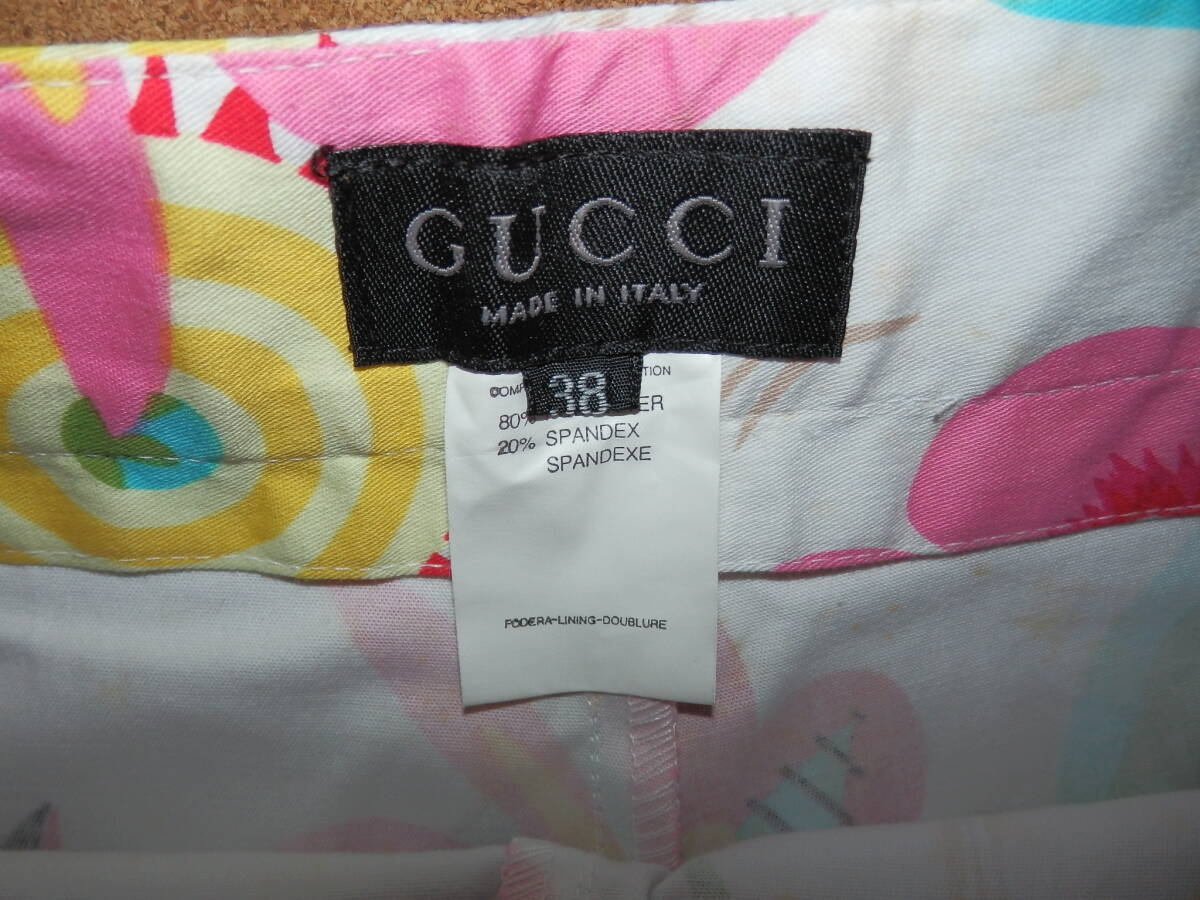 GUCCI
MADE IN ITALY
38
80%
20% SPANDEX
SPANDEXE
FODERA-LINING-DOUBLURE